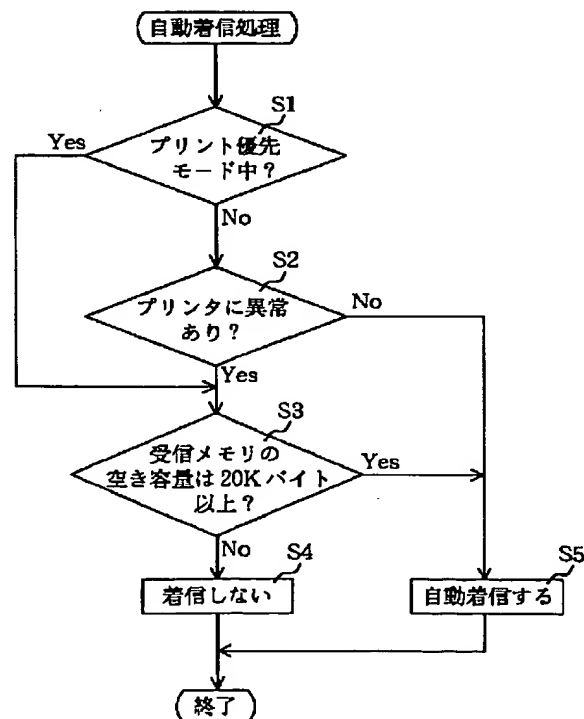 自動着信処理
S1
Yes
プリント優先
モード中？
No
S2
プリンタに異常
あり？
No
Yes
S3
受信メモリの
空き容量は20Kバイト
以上？
Yes
No
S4
着信しない
S5
自動着信する
終了